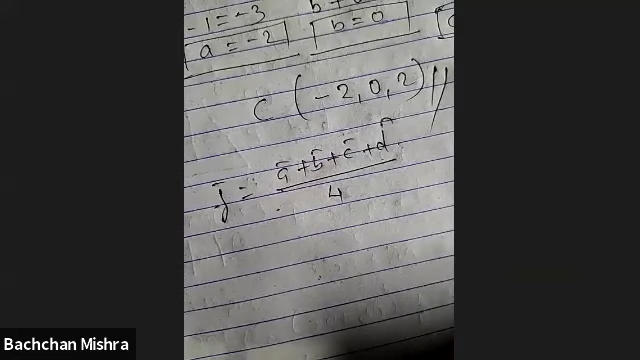 -1 = -3
a = -2
b = 0
C (-2, 0, 2) //
ḡ = ā + b̄ + c̄ + d̄ / 4
Bachchan Mishra